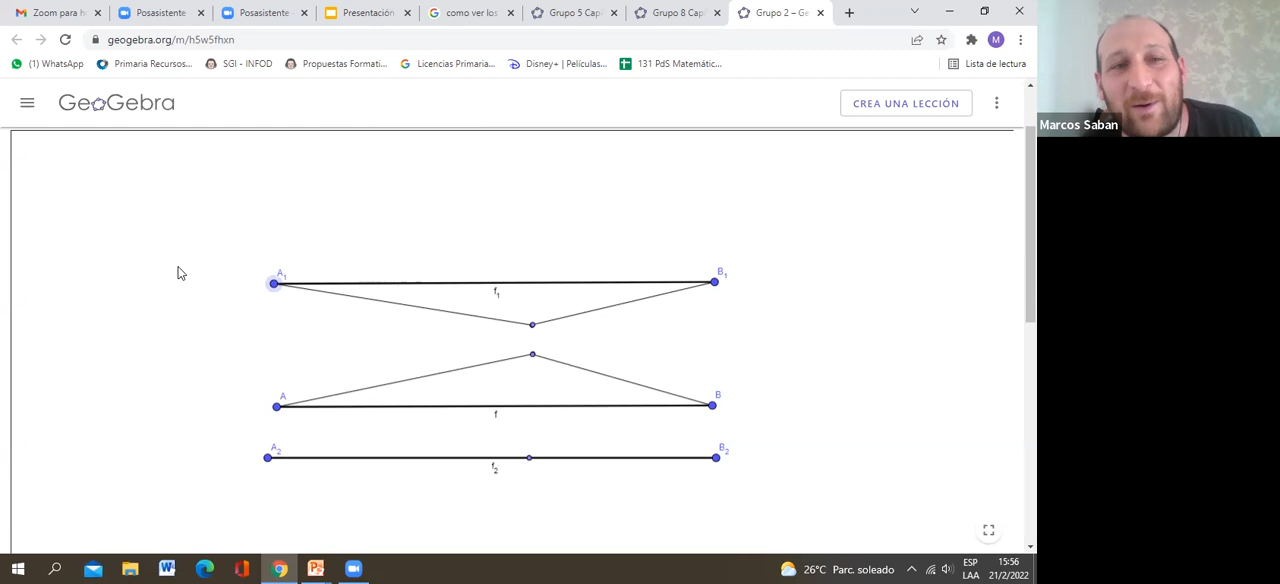 Zoom para h
Posasistente
Posasistente
Presentación
como ver los
Grupo 5 Cap
Grupo 8 Capi
Grupo 2 – Ge
geogebra.org/m/h5w5fhxn
M
(1) WhatsApp
Primaria Recursos...
SGI - INFOD
Propuestas Formati...
Licencias Primaria...
Disney+ | Películas...
131 PdS Matemátic...
Lista de lectura
GeoGebra
CREA UNA LECCIÓN
Marcos Saban
A₁
B₁
f₁
A
B
f
A₂
B₂
f₂
26°C Parc. soleado
ESP
LAA
15:56
21/2/2022